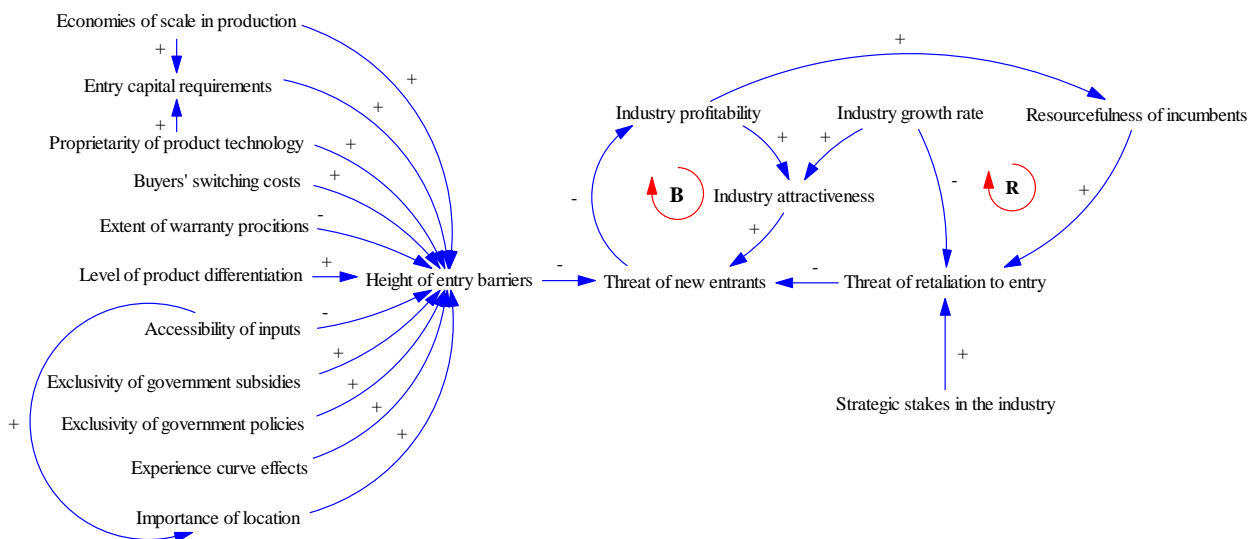 Economies of scale in production
+
+
Entry capital requirements
+
+
Proprietarity of product technology
+
Buyers' switching costs
+
Extent of warranty procitions
-
Level of product differentiation
+
Height of entry barriers
-
Accessibility of inputs
-
+
Exclusivity of government subsidies
+
Exclusivity of government policies
+
Experience curve effects
+
Importance of location
+
+
Industry profitability
Industry growth rate
Resourcefulness of incumbents
+
+
-
-
B
R
+
Industry attractiveness
+
Threat of new entrants
-
Threat of retaliation to entry
+
Strategic stakes in the industry